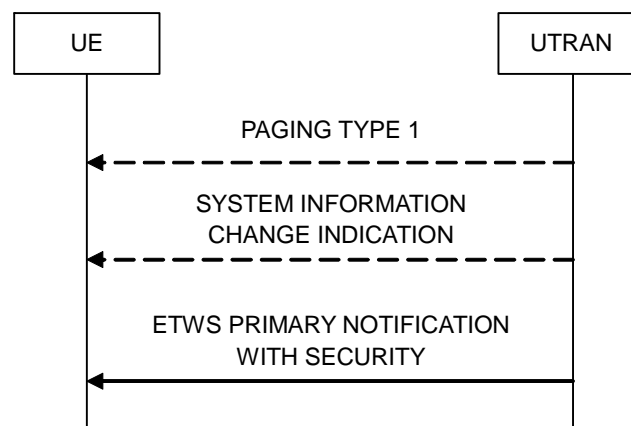 UE
UTRAN
PAGING TYPE 1
SYSTEM INFORMATION
CHANGE INDICATION
ETWS PRIMARY NOTIFICATION
WITH SECURITY